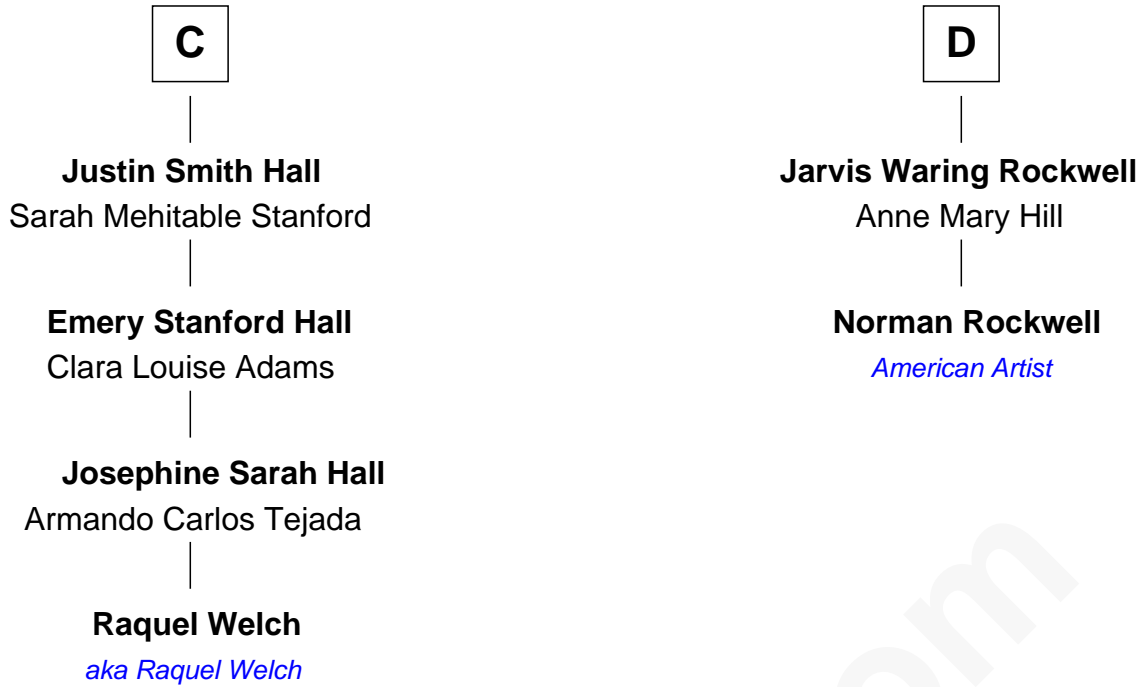 C
Justin Smith Hall
Sarah Mehitable Stanford
Emery Stanford Hall
Clara Louise Adams
Josephine Sarah Hall
Armando Carlos Tejada
Raquel Welch
aka Raquel Welch
D
Jarvis Waring Rockwell
Anne Mary Hill
Norman Rockwell
American Artist
om